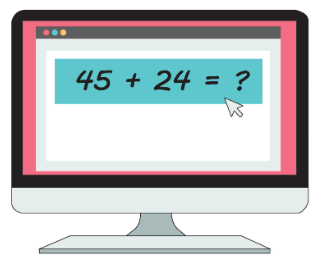 45 + 24 = ?